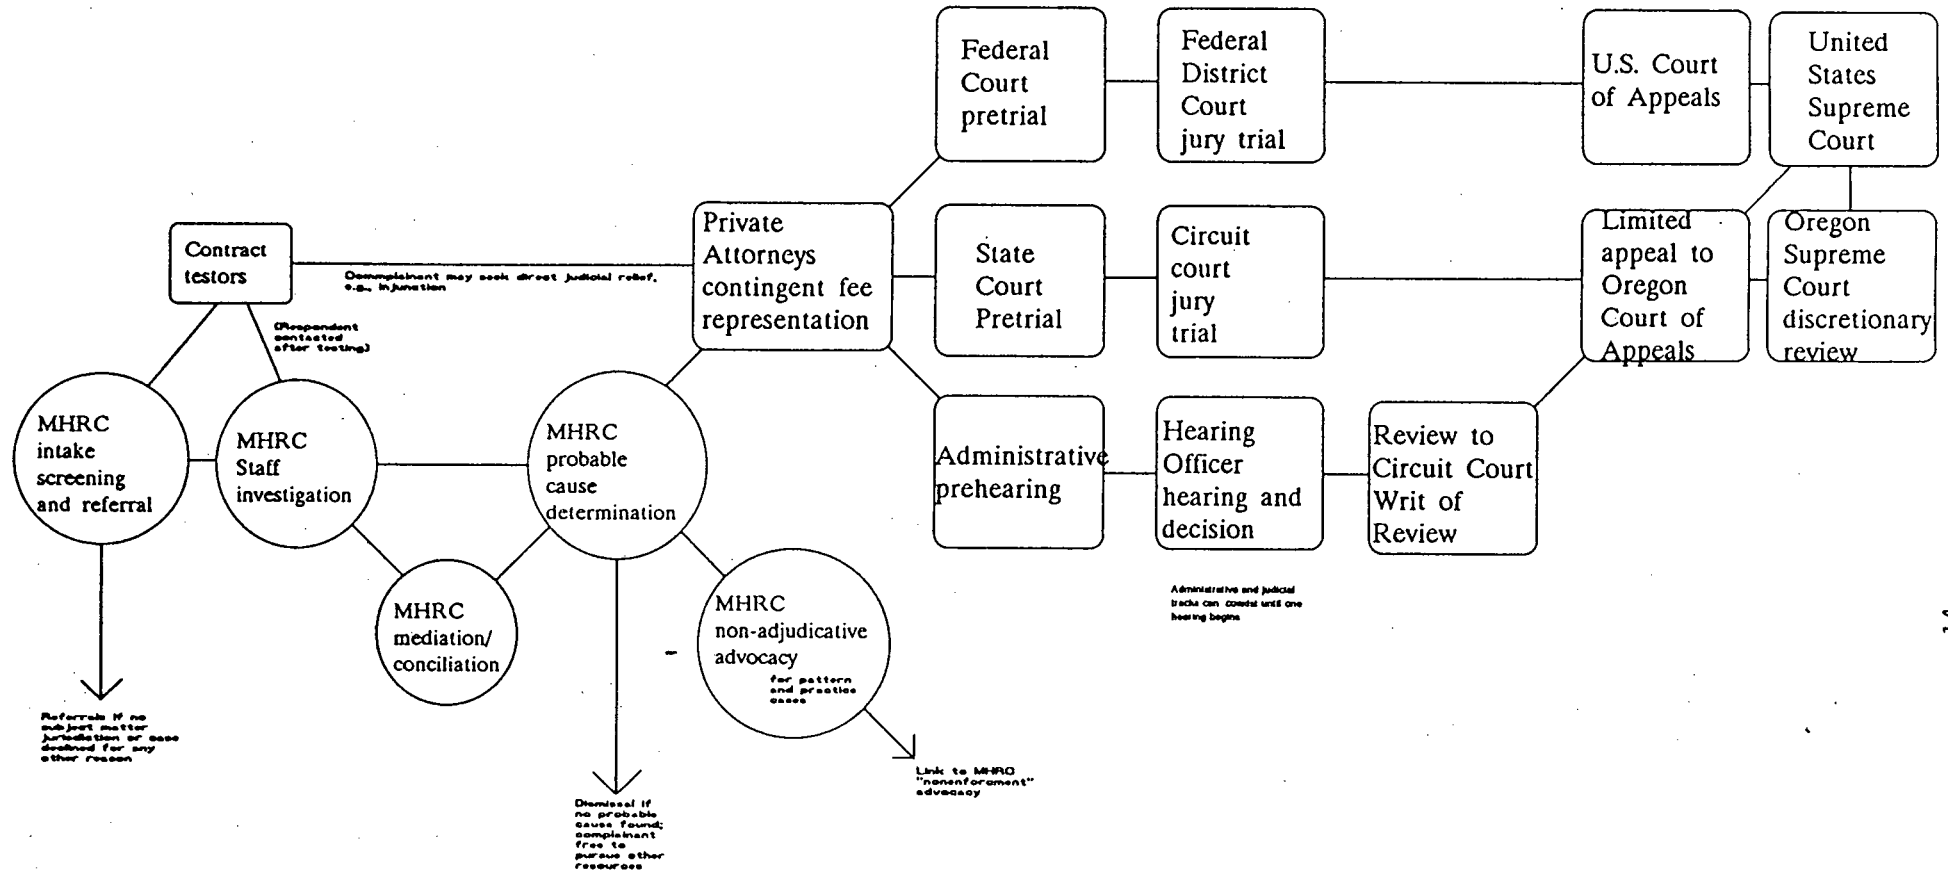 Federal
Court
pretrial
Federal
District
Court
jury trial
U.S. Court
of Appeals
United
States
Supreme
Court
Contract
testors
Commplainant may seek direct judicial relief,
e.g., injunction
(Respondent
contacted
after testing)
Private
Attorneys
contingent fee
representation
State
Court
Pretrial
Circuit
court
jury
trial
Limited
appeal to
Oregon
Court of
Appeals
Oregon
Supreme
Court
discretionary
review
MHRC
intake
screening
and referral
MHRC
Staff
investigation
MHRC
probable
cause
determination
Administrative
prehearing
Hearing
Officer
hearing and
decision
Review to
Circuit Court
Writ of
Review
Administrative and judicial
tracks can coexist until one
hearing begins
MHRC
mediation/
conciliation
MHRC
non-adjudicative
advocacy
for pattern
and practice
cases
Referrals if no
subject matter
jurisdiction or case
declined for any
other reason
Dismissal if
no probable
cause found;
complainant
free to
pursue other
resources
Link to MHRC
"nonenforcment"
advocacy